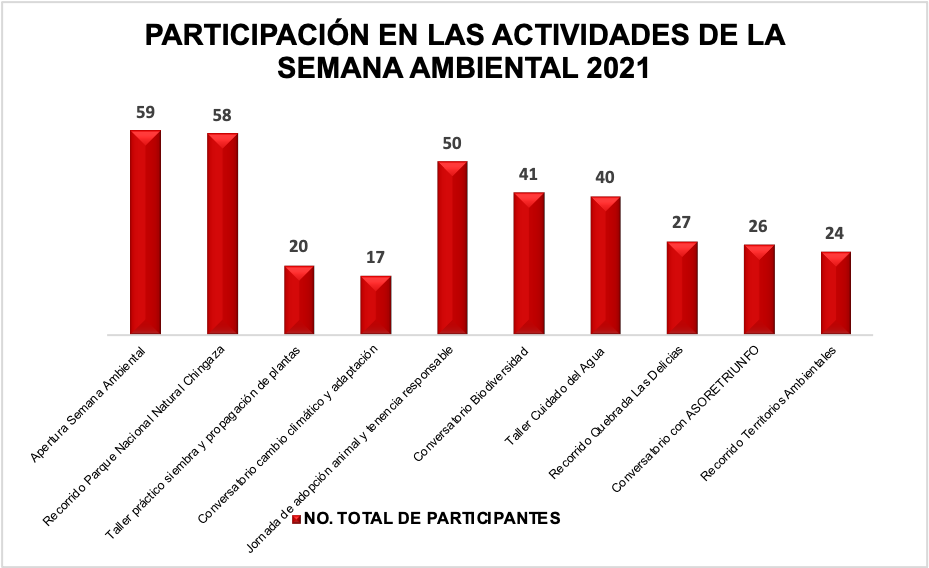 PARTICIPACIÓN EN LAS ACTIVIDADES DE LA
SEMANA AMBIENTAL 2021
59
58
20
17
50
41
40
27
26
24
Apertura Semana Ambiental
Recorrido Parque Nacional Natural Chingaza
Taller práctico siembra y propagación de plantas
Conversatorio cambio climático y adaptación
Jornada de adopción animal y tenencia responsable
Conversatorio Biodiversidad
Taller Cuidado del Agua
Recorrido Quebrada Las Delicias
Conversatorio con ASORETRIUNFO
Recorrido Territorios Ambientales
NO. TOTAL DE PARTICIPANTES